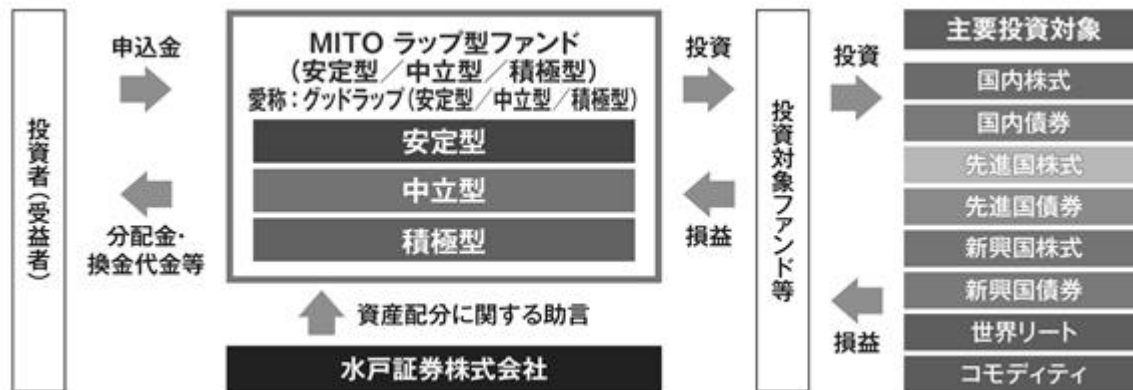 投資者(受益者)
申込金
分配金・
換金代金等
MITO ラップ型ファンド
(安定型／中立型／積極型)
愛称：グッドラップ(安定型／中立型／積極型)
安定型
中立型
積極型
資産配分に関する助言
水戸証券株式会社
投資
損益
投資対象ファンド等
投資
損益
主要投資対象
国内株式
国内債券
先進国株式
先進国債券
新興国株式
新興国債券
世界リート
コモディティ